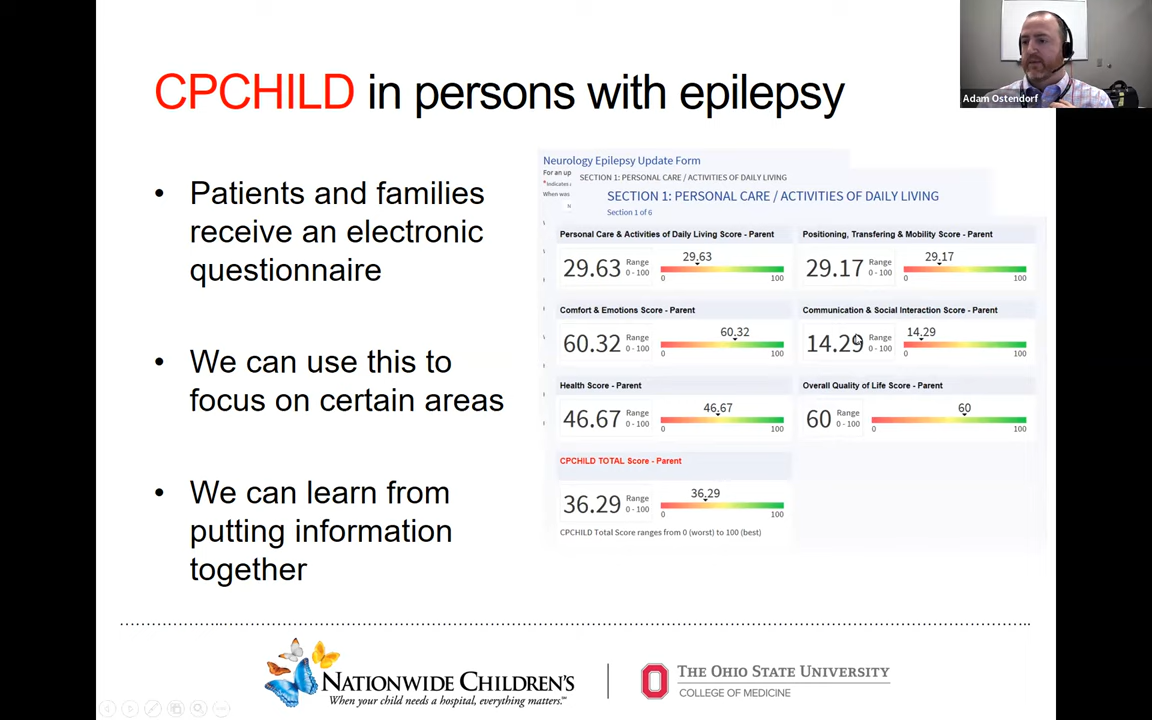 CPCHILD in persons with epilepsy
Adam Ostendorf
• Patients and families
receive an electronic
questionnaire
• We can use this to
focus on certain areas
• We can learn from
putting information
together
Neurology Epilepsy Update Form
For an up
*Indicates
When was
N
SECTION 1: PERSONAL CARE / ACTIVITIES OF DAILY LIVING
SECTION 1: PERSONAL CARE / ACTIVITIES OF DAILY LIVING
Section 1 of 6
Personal Care & Activities of Daily Living Score - Parent
29.63 Range 0 - 100
29.63
0 100
Positioning, Transfering & Mobility Score - Parent
29.17 Range 0 - 100
29.17
0 100
Comfort & Emotions Score - Parent
60.32 Range 0 - 100
60.32
0 100
Communication & Social Interaction Score - Parent
14.29 Range 0 - 100
14.29
0 100
Health Score - Parent
46.67 Range 0 - 100
46.67
0 100
Overall Quality of Life Score - Parent
60 Range 0 - 100
60
0 100
CPCHILD TOTAL Score - Parent
36.29 Range 0 - 100
36.29
0 100
CPCHILD Total Score ranges from 0 (worst) to 100 (best)
NATIONWIDE CHILDREN'S
When your child needs a hospital, everything matters.™
THE OHIO STATE UNIVERSITY
COLLEGE OF MEDICINE